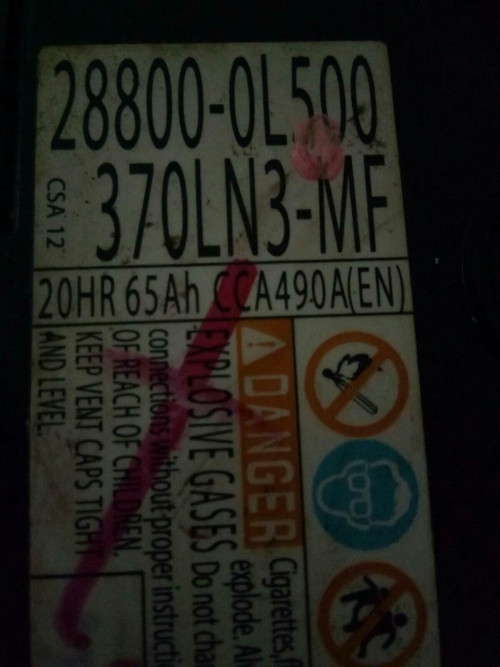 28800-0L500
CSA 12
370LN3-MF
20HR 65Ah CCA490A(EN)
DANGER
Cigarettes,
explode. Al
EXPLOSIVE GASES Do not cha
connections without proper instructi
OF REACH OF CHILDREN.
KEEP VENT CAPS TIGHT
AND LEVEL.